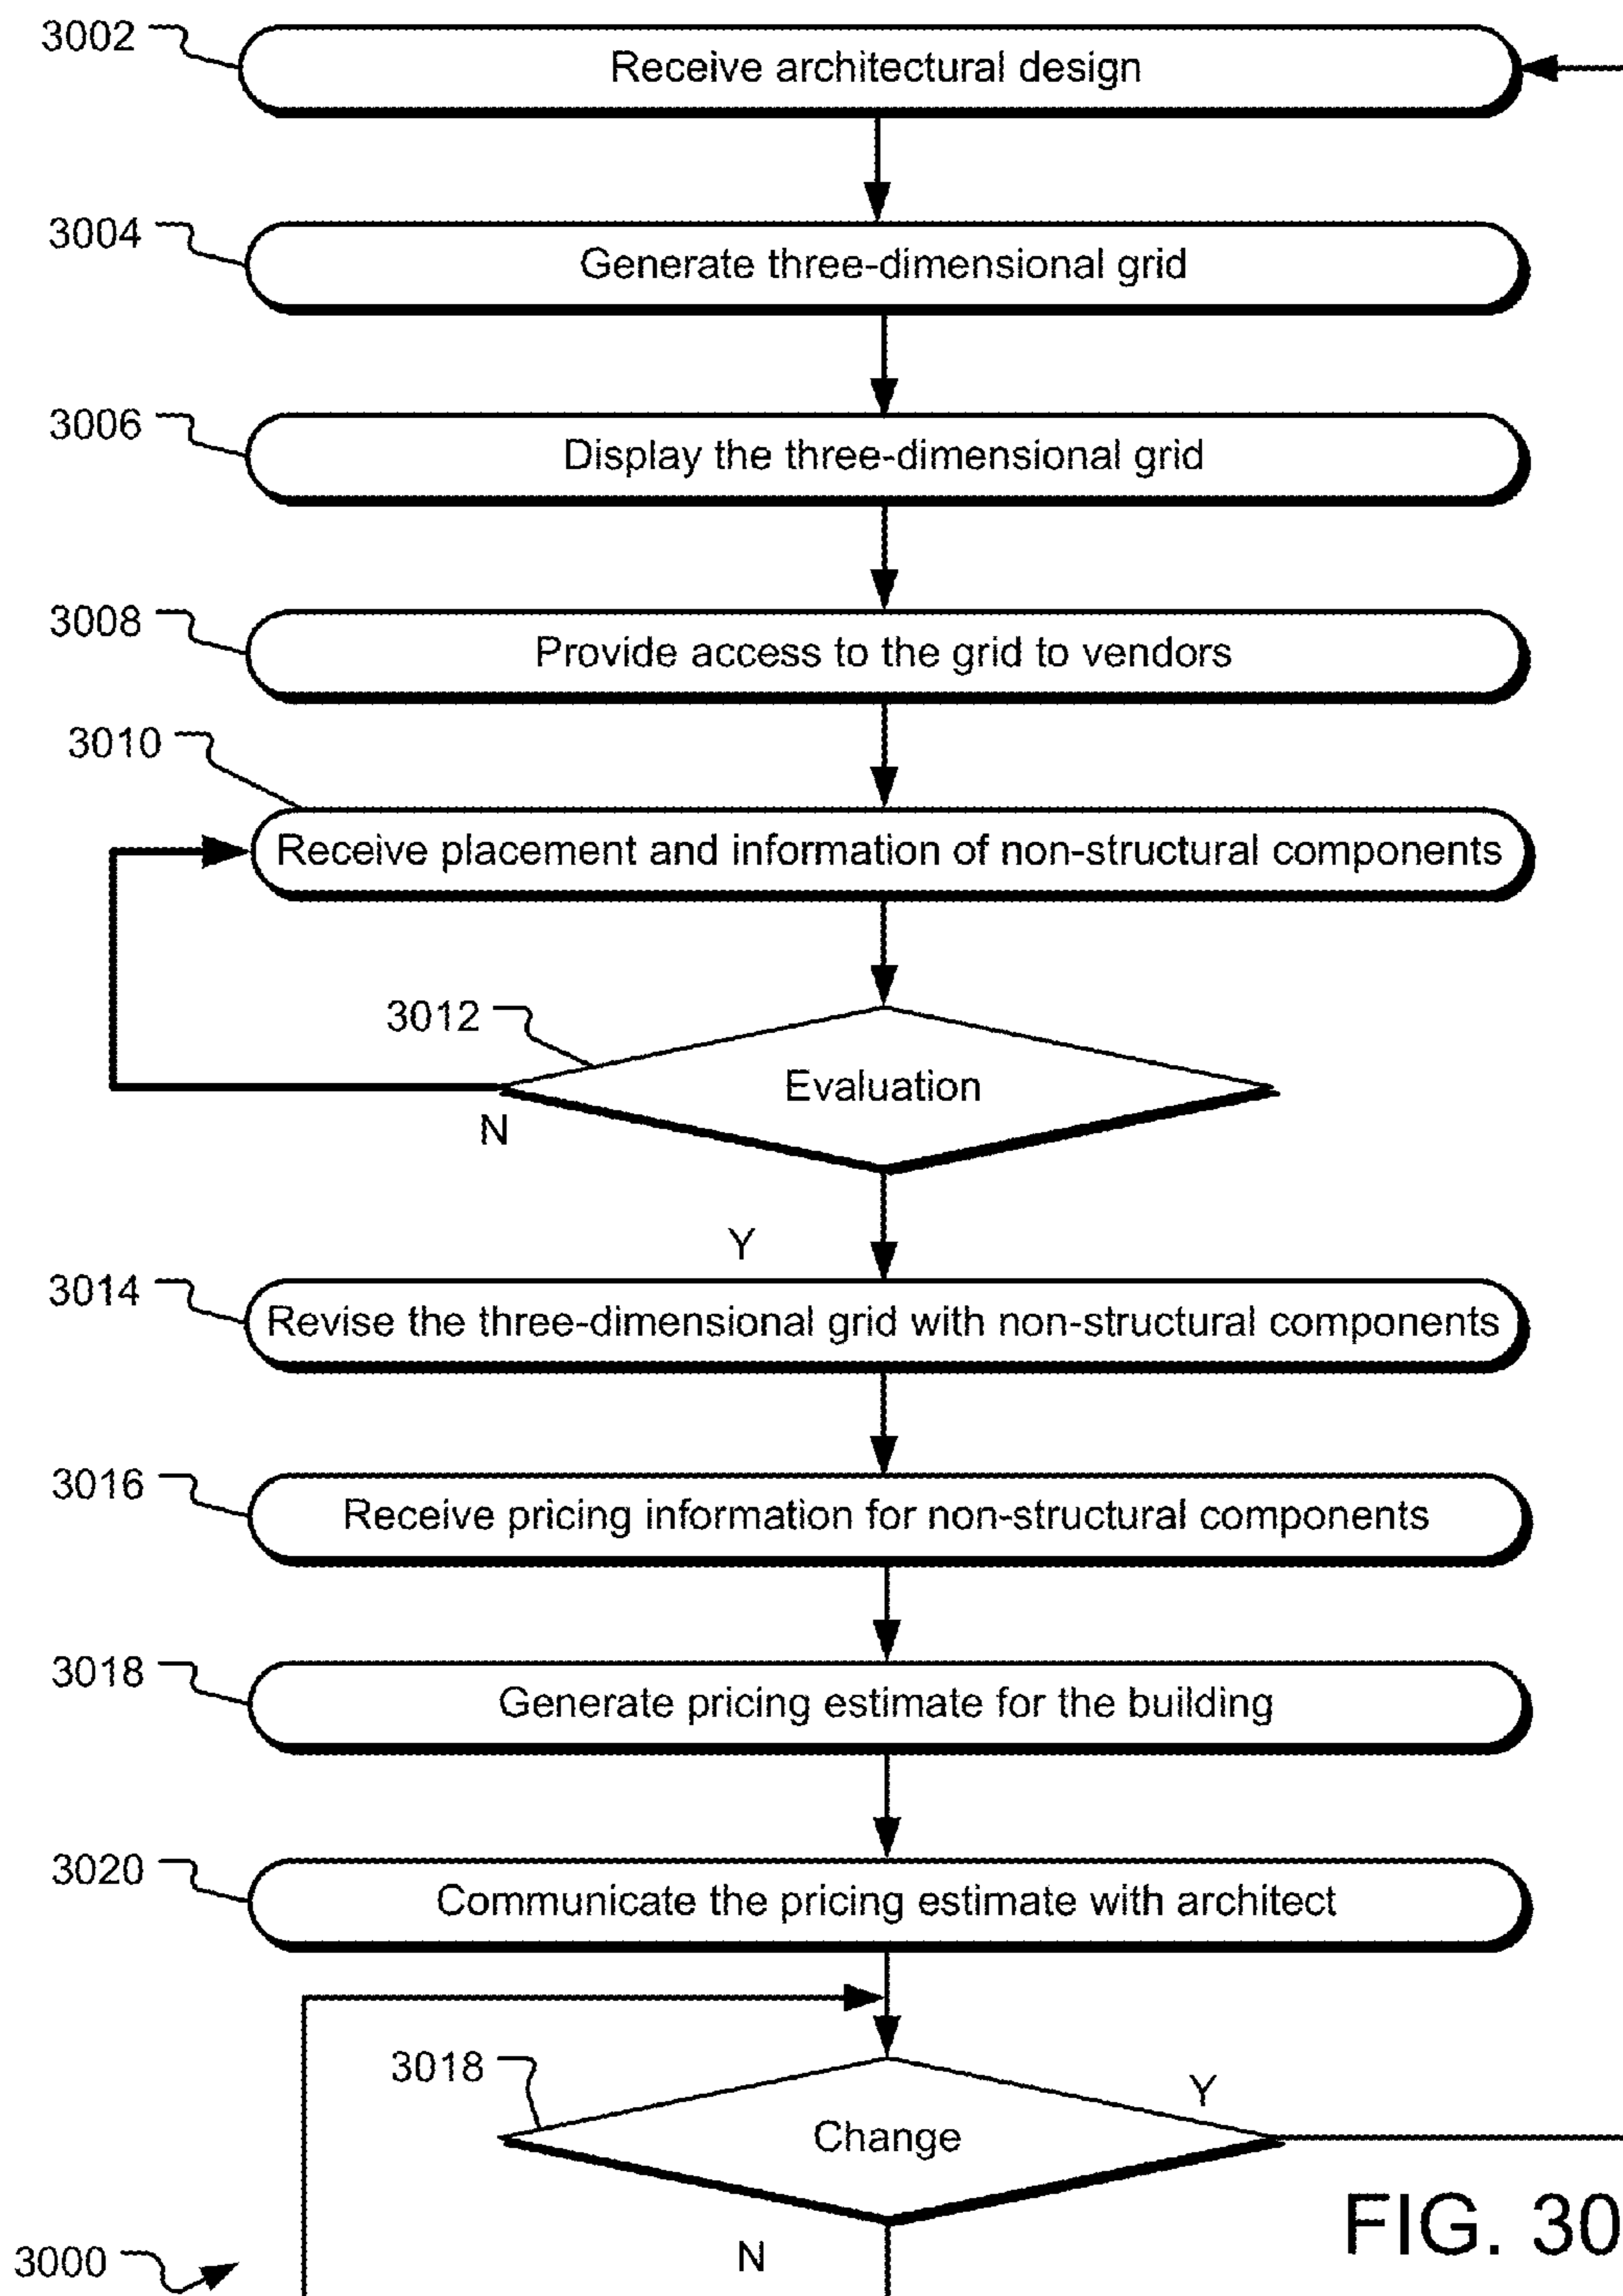 3002
Receive architectural design
3004
Generate three-dimensional grid
3006
Display the three-dimensional grid
3008
Provide access to the grid to vendors
3010
Receive placement and information of non-structural components
3012
Evaluation
N
Y
3014
Revise the three-dimensional grid with non-structural components
3016
Receive pricing information for non-structural components
3018
Generate pricing estimate for the building
3020
Communicate the pricing estimate with architect
3018
Y
Change
FIG. 30
N
3000